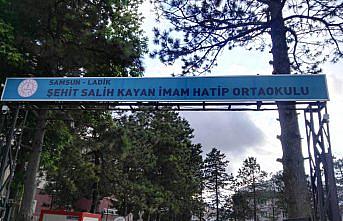 SAMSUN - LADİK
ŞEHİT SALİH KAYAN İMAM HATİP ORTAOKULU